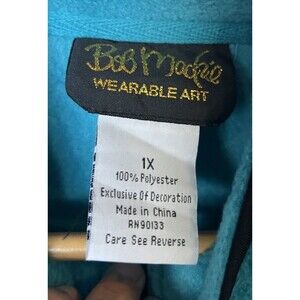 Bob Mackie
WEARABLE ART
1X
100% Polyester
Exclusive Of Decoration
Made in China
RN90133
Care See Reverse